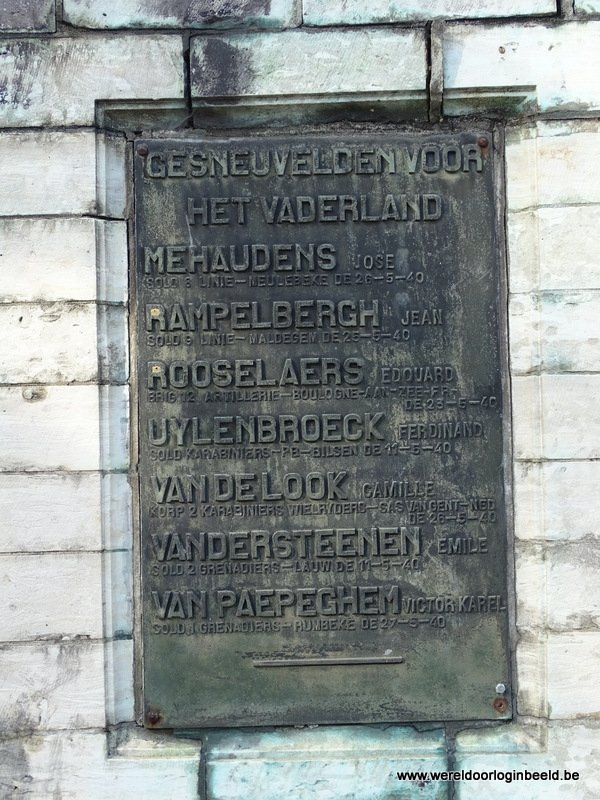 GESNEUVELDEN VOOR
HET VADERLAND
MEHAUDENS JOSE
SOLD 8 LINIE – MEULEBEKE DE 26–5–40
RAMPELBERGH JEAN
SOLD 9 LINIE – MALDEGEM DE 25–5–40
ROOSELAERS EDOUARD
BRIG 12 ARTILLERIE – BOULOGNE-AAN-ZEE-FR
DE 23–5–40
UYLENBROECK FERDINAND
SOLD KARABINIERS – PB – BILSEN DE 11–5–40
VAN DE LOOK CAMILLE
KORP 2 KARABINIERS WIELRYDERS – SAS VAN GENT – NED
DE 26–5–40
VANDERSTEENEN EMILE
SOLD 2 GRENADIERS – LAUW DE 11–5–40
VAN PAEPEGHEM VICTOR KAREL
SOLD 1 GRENADIERS – RUMBEKE DE 27–5–40
www.wereldoorloginbeeld.be